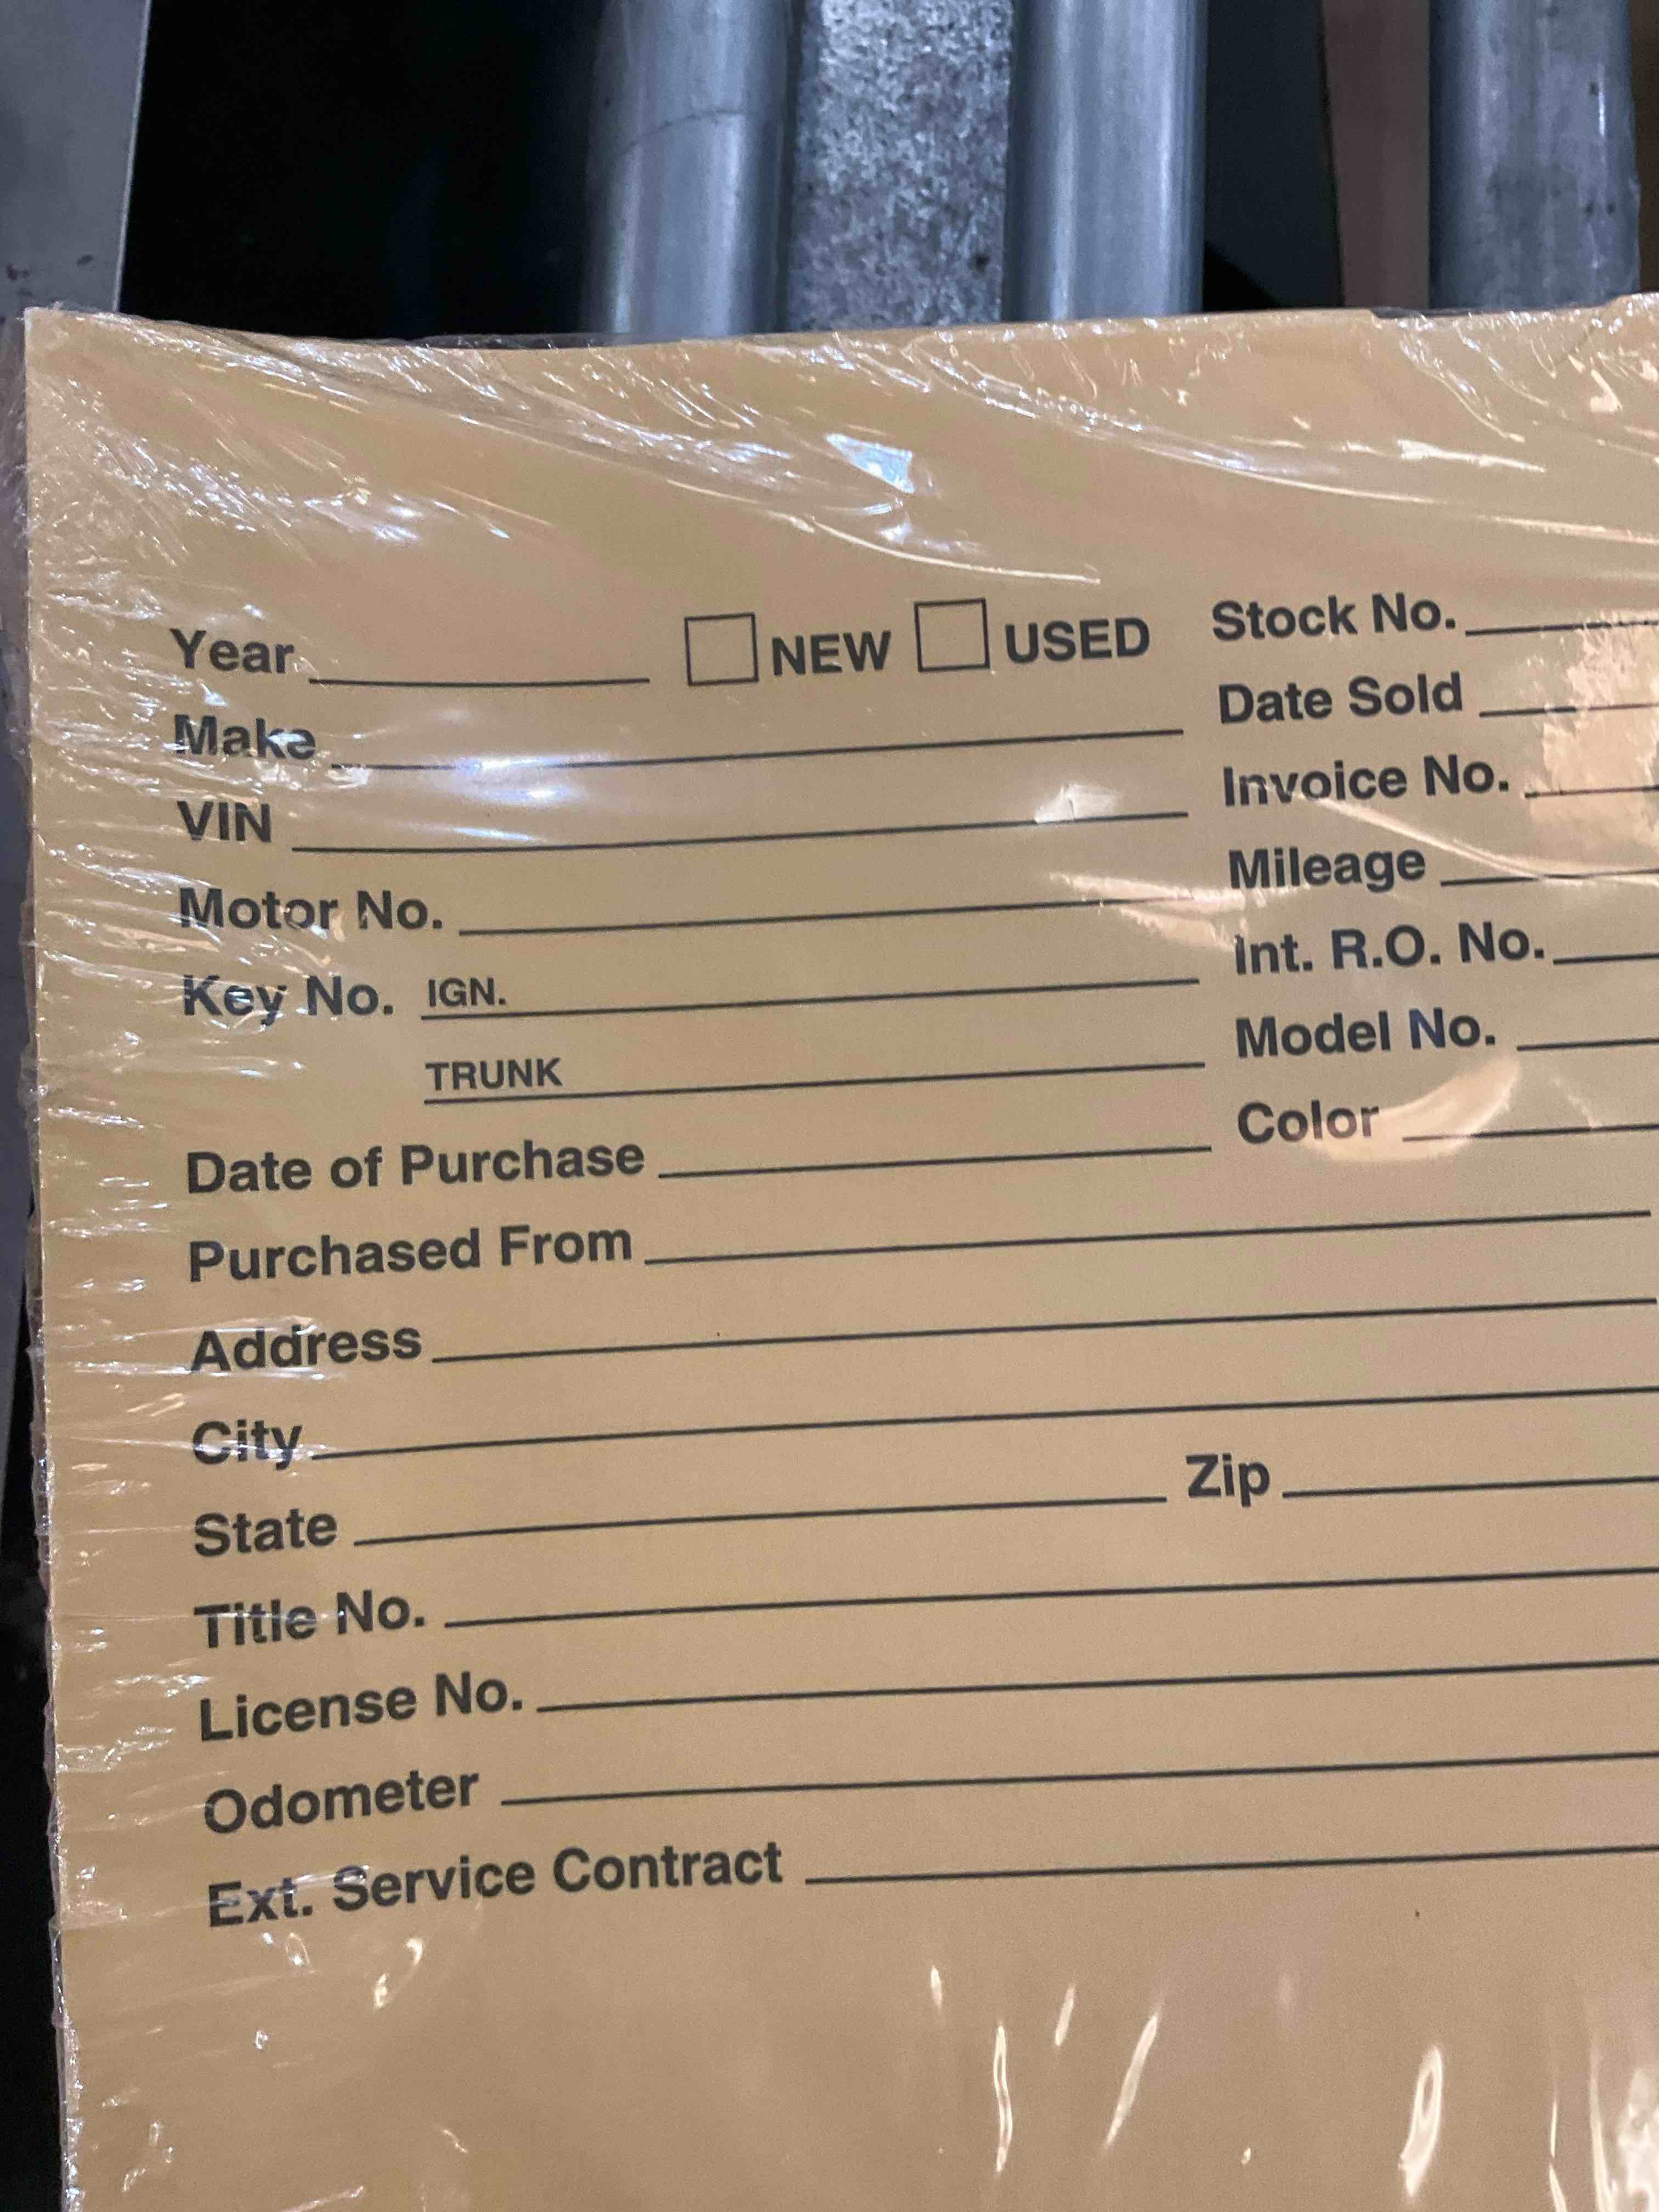 Year NEW USED Stock No.
Make Date Sold
VIN Invoice No.
Motor No. Mileage
Key No. IGN. Int. R.O. No.
TRUNK Model No.
Date of Purchase Color
Purchased From
Address
City
State Zip
Title No.
License No.
Odometer
Ext. Service Contract